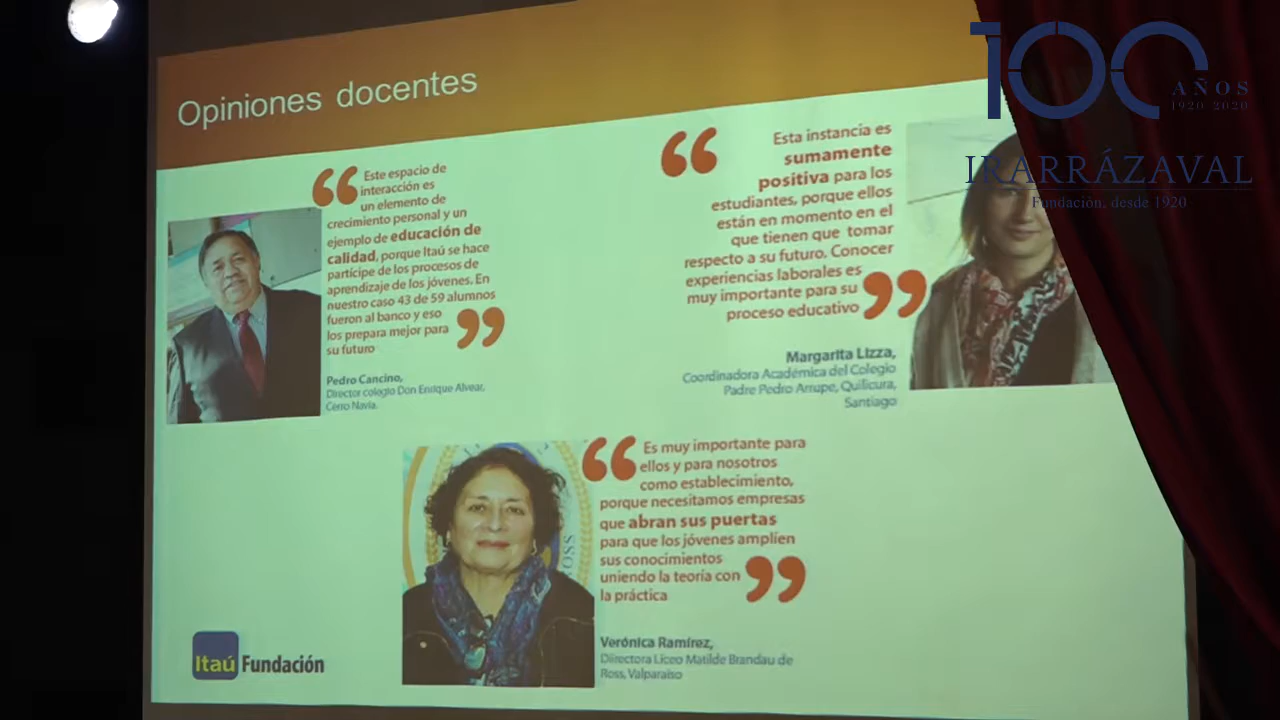 100
AÑOS
1920 2020
IRARRÁZAVAL
Fundación, desde 1920
Opiniones docentes
“ Este espacio de
interacción es
un elemento de
crecimiento personal y un
ejemplo de educación de
calidad, porque Itaú se hace
partícipe de los procesos de
aprendizaje de los jóvenes. En
nuestro caso 43 de 59 alumnos
fueron al banco y eso
los prepara mejor para
su futuro ”
Pedro Cancino,
Director colegio Don Enrique Alvear,
Cerro Navia.
“ Esta instancia es
sumamente
positiva para los
estudiantes, porque ellos
están en momento en el
que tienen que tomar
respecto a su futuro. Conocer
experiencias laborales es
muy importante para su
proceso educativo ”
Margarita Lizza,
Coordinadora Académica del Colegio
Padre Pedro Arrupe, Quilicura,
Santiago
“ Es muy importante para
ellos y para nosotros
como establecimiento,
porque necesitamos empresas
que abran sus puertas
para que los jóvenes amplíen
sus conocimientos
uniendo la teoría con
la práctica ”
ROSS
Verónica Ramírez,
Diirectora Liceo Matilde Brandau de
Ross, Valparaíso
Itaú Fundación